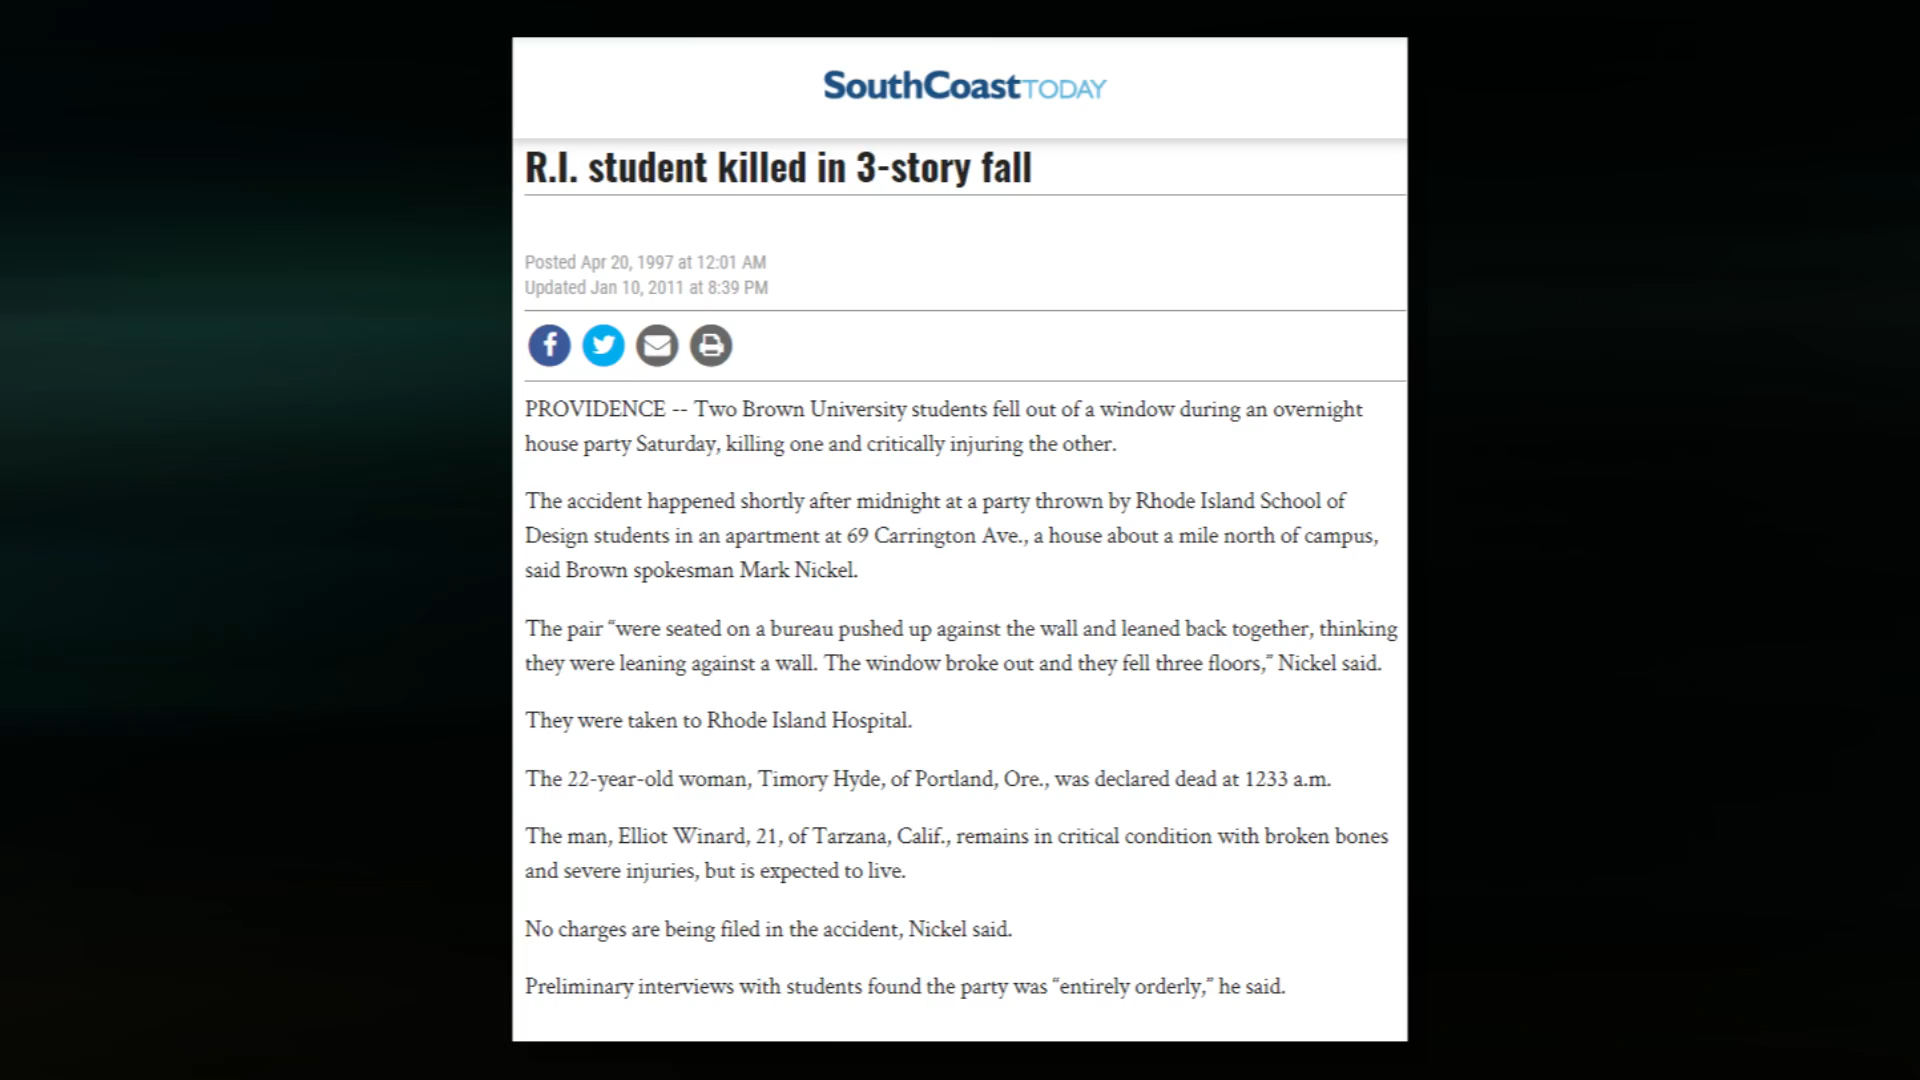 SouthCoastTODAY
R.I. student killed in 3-story fall
Posted Apr 20, 1997 at 12:01 AM
Updated Jan 10, 2011 at 8:39 PM
PROVIDENCE -- Two Brown University students fell out of a window during an overnight
house party Saturday, killing one and critically injuring the other.
The accident happened shortly after midnight at a party thrown by Rhode Island School of
Design students in an apartment at 69 Carrington Ave., a house about a mile north of campus,
said Brown spokesman Mark Nickel.
The pair “were seated on a bureau pushed up against the wall and leaned back together, thinking
they were leaning against a wall. The window broke out and they fell three floors,” Nickel said.
They were taken to Rhode Island Hospital.
The 22-year-old woman, Timory Hyde, of Portland, Ore., was declared dead at 1233 a.m.
The man, Elliot Winard, 21, of Tarzana, Calif., remains in critical condition with broken bones
and severe injuries, but is expected to live.
No charges are being filed in the accident, Nickel said.
Preliminary interviews with students found the party was “entirely orderly,” he said.